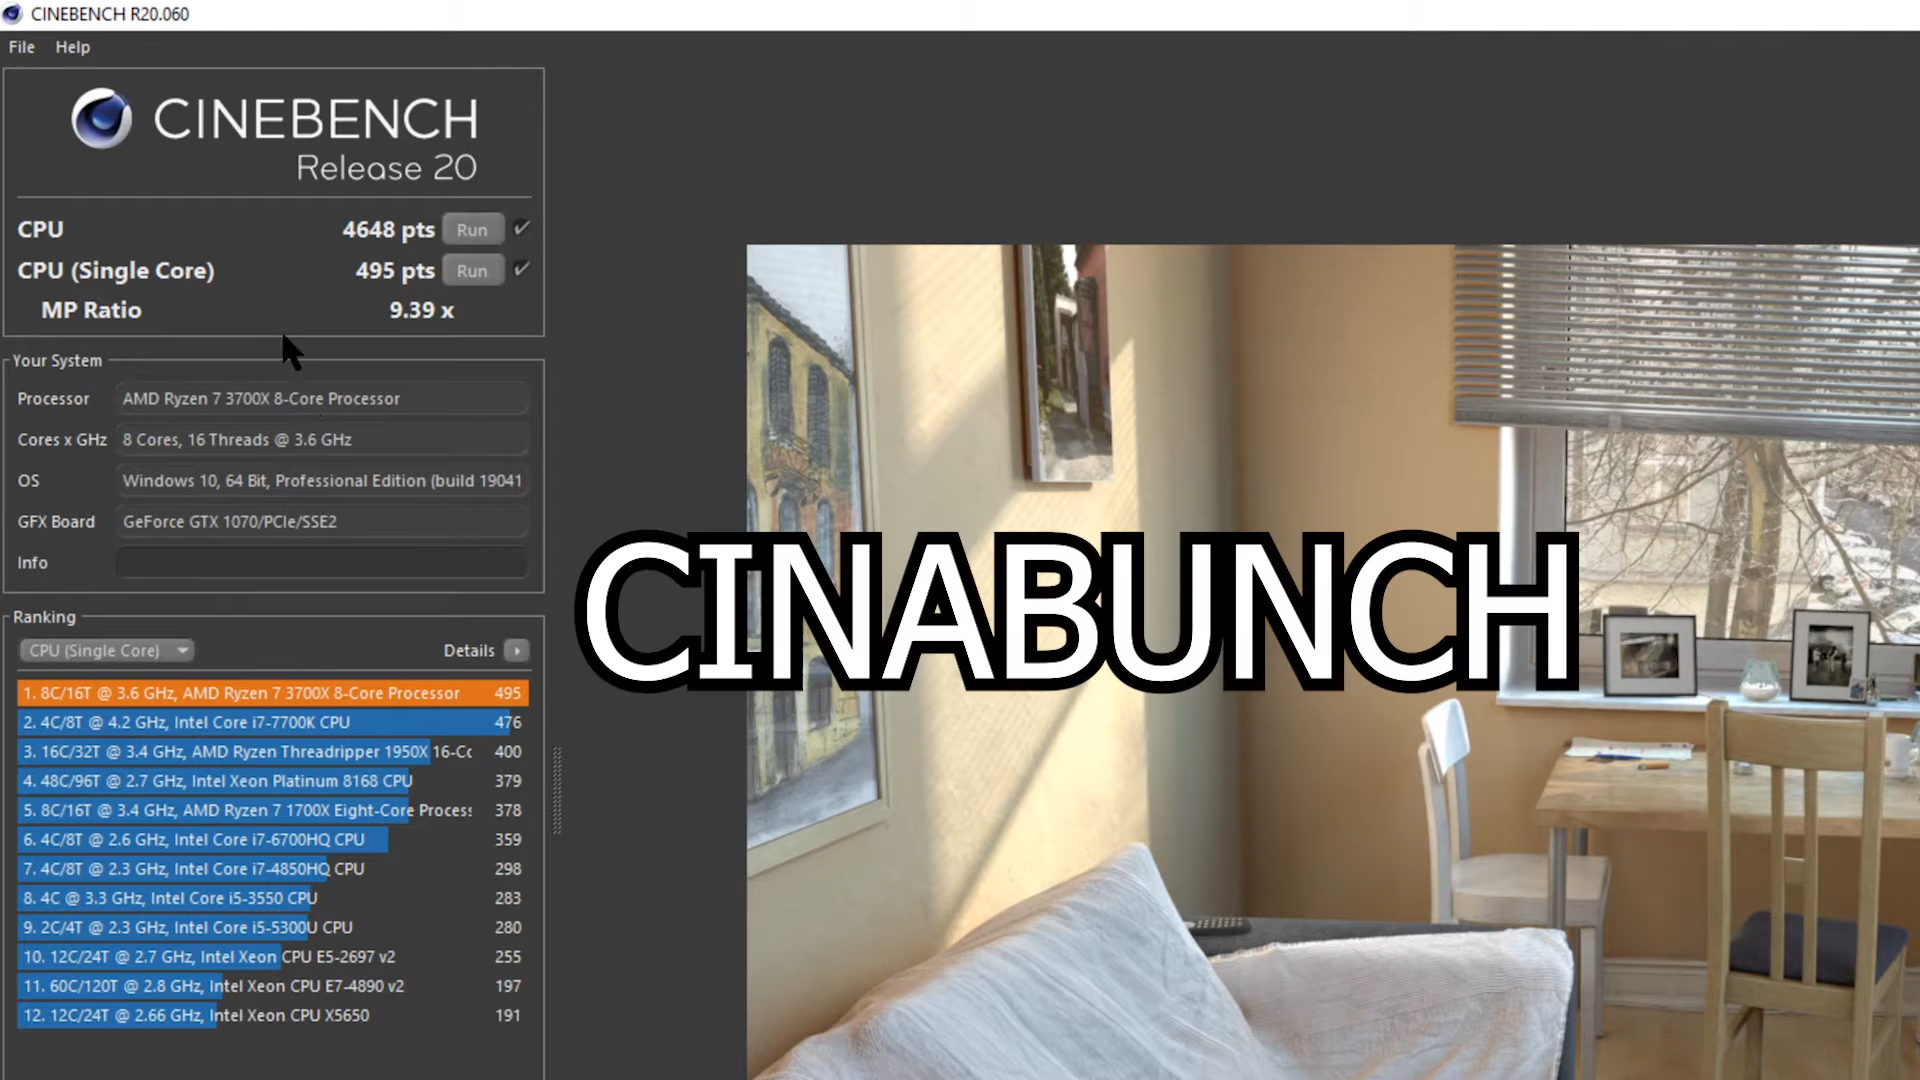 CINEBENCH R20.060
File Help
CINEBENCH
Release 20
CPU 4648 pts Run
CPU (Single Core) 495 pts Run
MP Ratio 9.39 x
Your System
Processor AMD Ryzen 7 3700X 8-Core Processor
Cores x GHz 8 Cores, 16 Threads @ 3.6 GHz
OS Windows 10, 64 Bit, Professional Edition (build 19041
GFX Board GeForce GTX 1070/PCIe/SSE2
Info
CINABUNCH
Ranking
CPU (Single Core) Details
1. 8C/16T @ 3.6 GHz, AMD Ryzen 7 3700X 8-Core Processor 495
2. 4C/8T @ 4.2 GHz, Intel Core i7-7700K CPU 476
3. 16C/32T @ 3.4 GHz, AMD Ryzen Threadripper 1950X 16-Cc 400
4. 48C/96T @ 2.7 GHz, Intel Xeon Platinum 8168 CPU 379
5. 8C/16T @ 3.4 GHz, AMD Ryzen 7 1700X Eight-Core Process 378
6. 4C/8T @ 2.6 GHz, Intel Core i7-6700HQ CPU 359
7. 4C/8T @ 2.3 GHz, Intel Core i7-4850HQ CPU 298
8. 4C @ 3.3 GHz, Intel Core i5-3550 CPU 283
9. 2C/4T @ 2.3 GHz, Intel Core i5-5300U CPU 280
10. 12C/24T @ 2.7 GHz, Intel Xeon CPU E5-2697 v2 255
11. 60C/120T @ 2.8 GHz, Intel Xeon CPU E7-4890 v2 197
12. 12C/24T @ 2.66 GHz, Intel Xeon CPU X5650 191